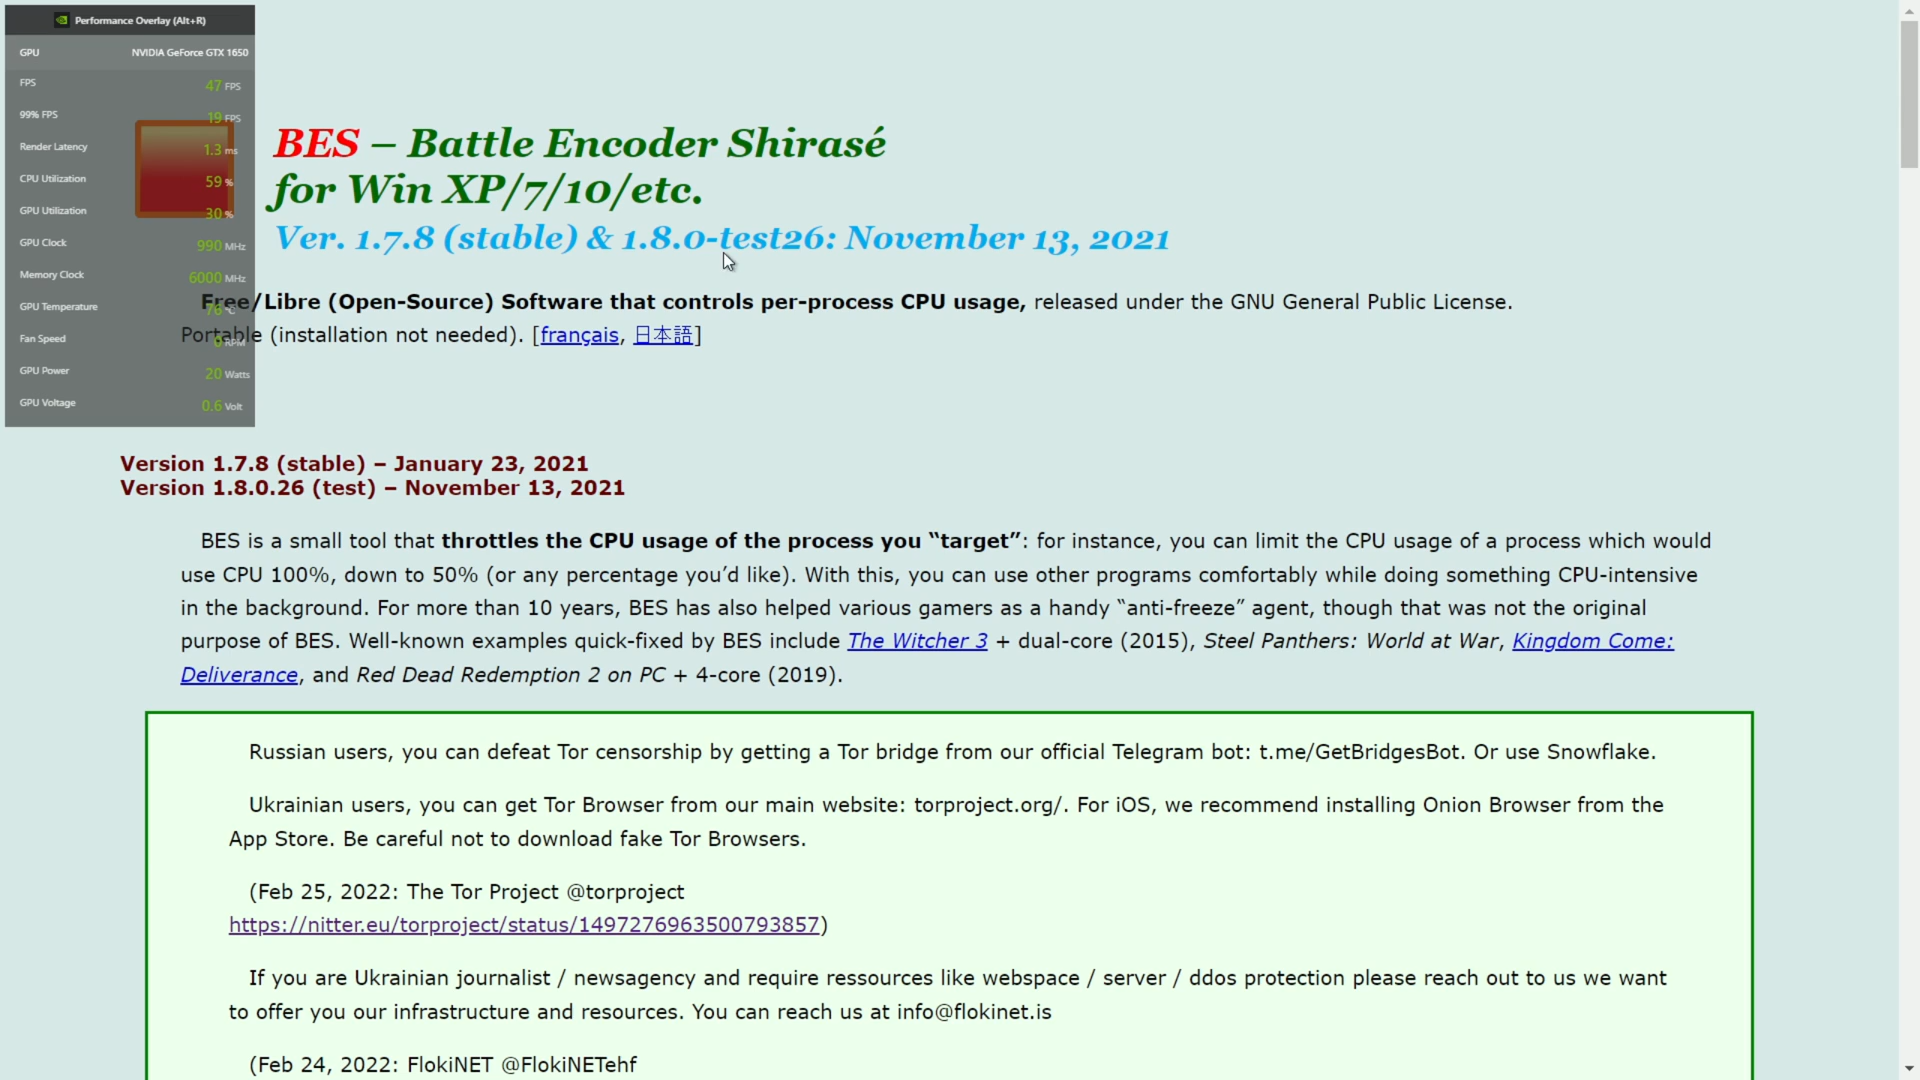 Performance Overlay (Alt+R)
GPU NVIDIA GeForce GTX 1650
FPS 47 FPS
99% FPS 19 FPS
Render Latency 1.3 ms
CPU Utilization 59 %
GPU Utilization 30 %
GPU Clock 990 MHz
Memory Clock 6000 MHz
GPU Temperature 76 °C
Fan Speed 0 RPM
GPU Power 20 Watts
GPU Voltage 0.6 Volt
BES – Battle Encoder Shirasé
for Win XP/7/10/etc.
Ver. 1.7.8 (stable) & 1.8.0-test26: November 13, 2021
Free/Libre (Open-Source) Software that controls per-process CPU usage, released under the GNU General Public License.
Portable (installation not needed). [français, 日本語]
Version 1.7.8 (stable) – January 23, 2021
Version 1.8.0.26 (test) – November 13, 2021
BES is a small tool that throttles the CPU usage of the process you “target”: for instance, you can limit the CPU usage of a process which would
use CPU 100%, down to 50% (or any percentage you’d like). With this, you can use other programs comfortably while doing something CPU-intensive
in the background. For more than 10 years, BES has also helped various gamers as a handy “anti-freeze” agent, though that was not the original
purpose of BES. Well-known examples quick-fixed by BES include The Witcher 3 + dual-core (2015), Steel Panthers: World at War, Kingdom Come:
Deliverance, and Red Dead Redemption 2 on PC + 4-core (2019).
Russian users, you can defeat Tor censorship by getting a Tor bridge from our official Telegram bot: t.me/GetBridgesBot. Or use Snowflake.
Ukrainian users, you can get Tor Browser from our main website: torproject.org/. For iOS, we recommend installing Onion Browser from the
App Store. Be careful not to download fake Tor Browsers.
(Feb 25, 2022: The Tor Project @torproject
https://nitter.eu/torproject/status/1497276963500793857)
If you are Ukrainian journalist / newsagency and require ressources like webspace / server / ddos protection please reach out to us we want
to offer you our infrastructure and resources. You can reach us at info@flokinet.is
(Feb 24, 2022: FlokiNET @FlokiNETehf